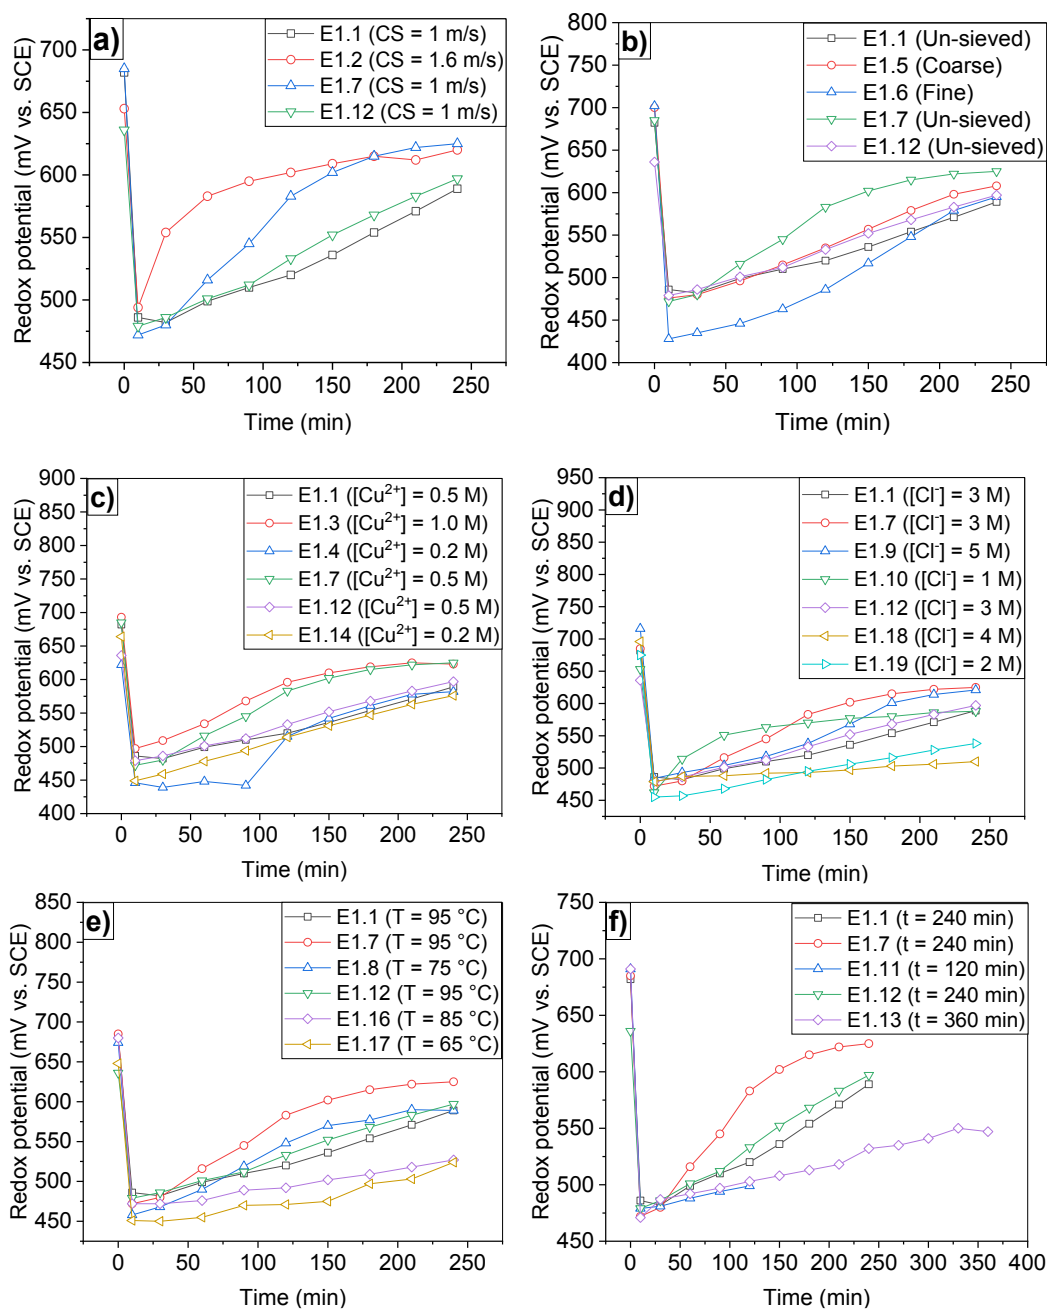 a)
E1.1 (CS = 1 m/s)
E1.2 (CS = 1.6 m/s)
E1.7 (CS = 1 m/s)
E1.12 (CS = 1 m/s)
700
650
600
550
500
450
0 50 100 150 200 250
Redox potential (mV vs. SCE)
Time (min)
b)
E1.1 (Un-sieved)
E1.5 (Coarse)
E1.6 (Fine)
E1.7 (Un-sieved)
E1.12 (Un-sieved)
800
700
600
500
450
400
0 50 100 150 200 250
Redox potential (mV vs. SCE)
Time (min)
c)
E1.1 ([Cu²⁺] = 0.5 M)
E1.3 ([Cu²⁺] = 1.0 M)
E1.4 ([Cu²⁺] = 0.2 M)
E1.7 ([Cu²⁺] = 0.5 M)
E1.12 ([Cu²⁺] = 0.5 M)
E1.14 ([Cu²⁺] = 0.2 M)
900
850
800
750
700
650
600
550
500
450
400
0 50 100 150 200 250
Redox potential (mV vs. SCE)
Time (min)
d)
E1.1 ([Cl⁻] = 3 M)
E1.7 ([Cl⁻] = 3 M)
E1.9 ([Cl⁻] = 5 M)
E1.10 ([Cl⁻] = 1 M)
E1.12 ([Cl⁻] = 3 M)
E1.18 ([Cl⁻] = 4 M)
E1.19 ([Cl⁻] = 2 M)
950
900
850
800
750
700
650
600
550
500
450
0 50 100 150 200 250
Redox potential (mV vs. SCE)
Time (min)
e)
E1.1 (T = 95 °C)
E1.7 (T = 95 °C)
E1.8 (T = 75 °C)
E1.12 (T = 95 °C)
E1.16 (T = 85 °C)
E1.17 (T = 65 °C)
850
800
750
700
650
600
550
500
450
0 50 100 150 200 250
Redox potential (mV vs. SCE)
Time (min)
f)
E1.1 (t = 240 min)
E1.7 (t = 240 min)
E1.11 (t = 120 min)
E1.12 (t = 240 min)
E1.13 (t = 360 min)
750
700
650
600
550
500
450
0 50 100 150 200 250 300 350 400
Redox potential (mV vs. SCE)
Time (min)